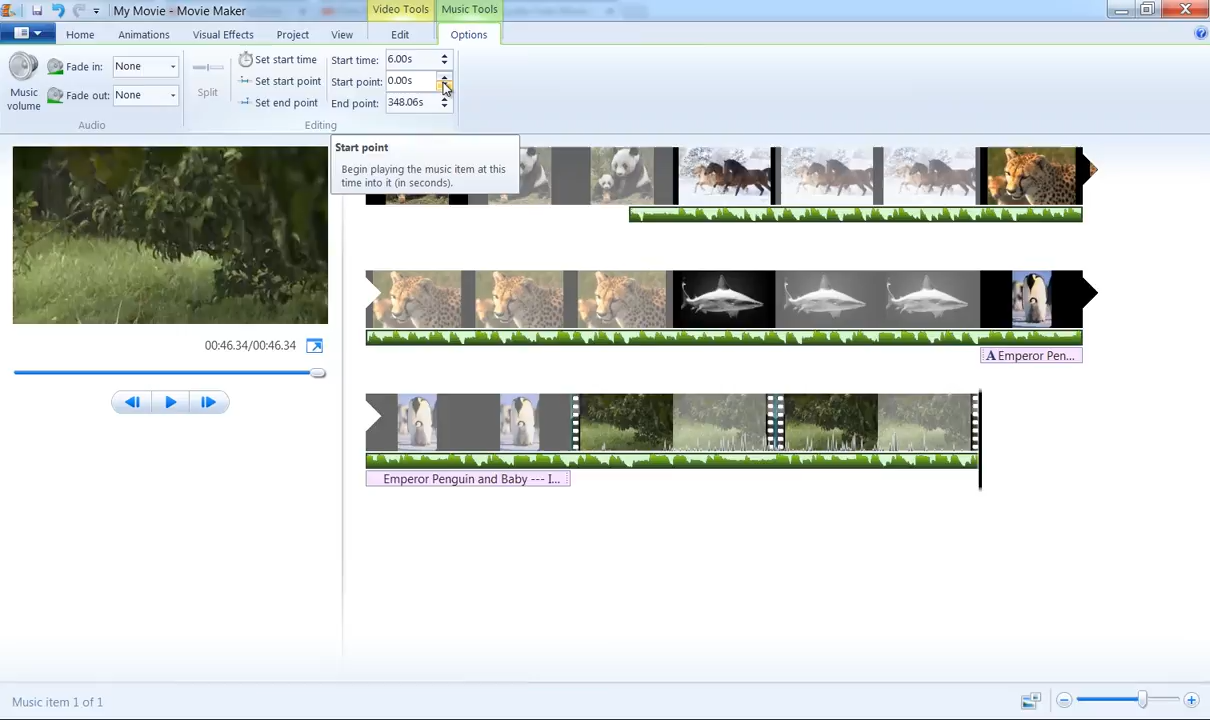 My Movie - Movie Maker
Video Tools
Music Tools
Home
Animations
Visual Effects
Project
View
Edit
Options
Music volume
Fade in: None
Fade out: None
Audio
Split
Set start time
Set start point
Set end point
Start time: 6.00s
Start point: 0.00s
End point: 348.06s
Editing
Start point
Begin playing the music item at this
time into it (in seconds).
00:46.34/00:46.34
A Emperor Pen...
Emperor Penguin and Baby --- I...
Music item 1 of 1